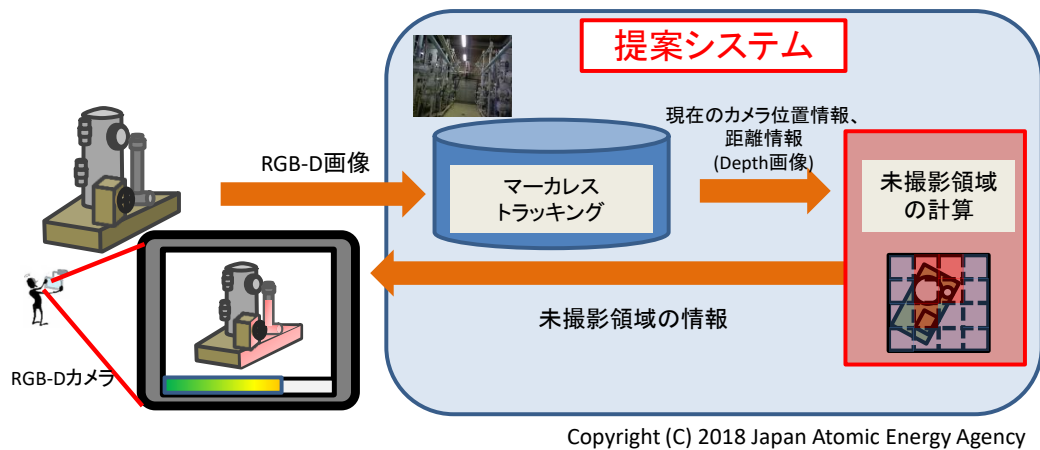 提案システム
現在のカメラ位置情報、
距離情報
(Depth画像)
RGB-D画像
マーカレス
トラッキング
未撮影領域
の計算
未撮影領域の情報
RGB-Dカメラ
Copyright (C) 2018 Japan Atomic Energy Agency